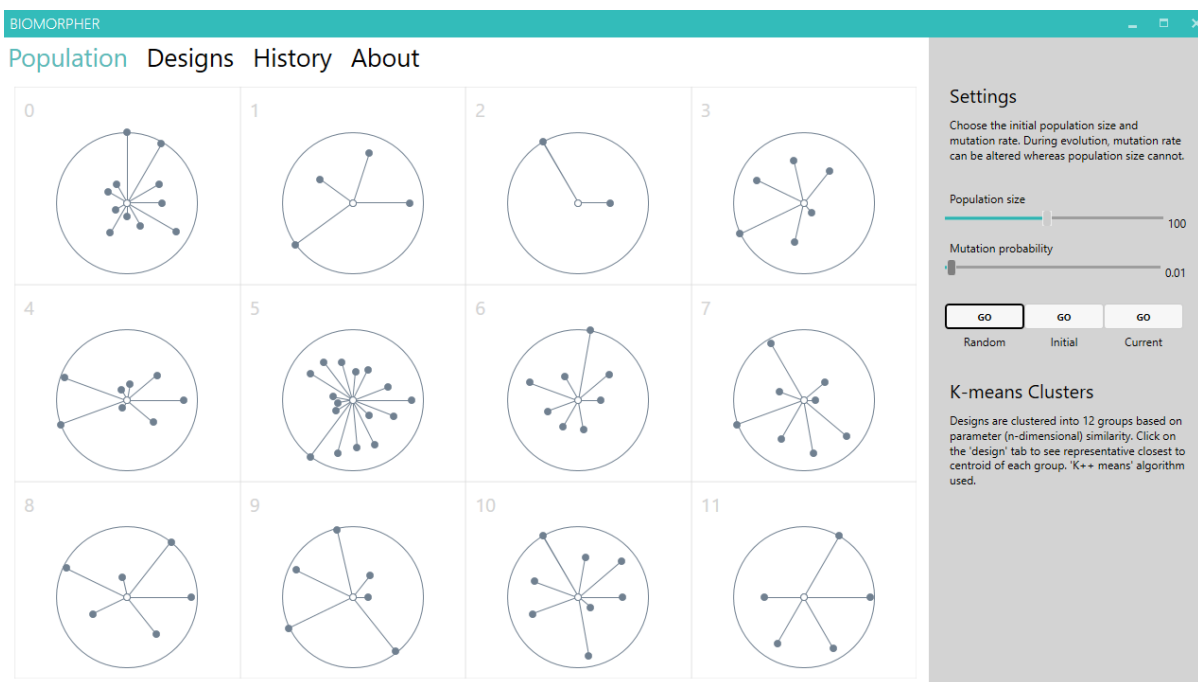 BIOMORPHER
Population Designs History About
0
1
2
3
4
5
6
7
8
9
10
11
Settings
Choose the initial population size and
mutation rate. During evolution, mutation rate
can be altered whereas population size cannot.
Population size
100
Mutation probability
0.01
GO GO GO
Random Initial Current
K-means Clusters
Designs are clustered into 12 groups based on
parameter (n-dimensional) similarity. Click on
the 'design' tab to see representative closest to
centroid of each group. 'K++ means' algorithm
used.